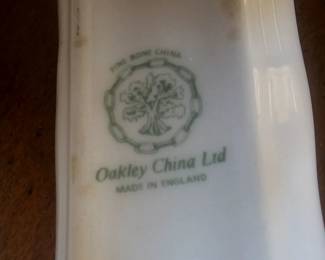 FINE BONE CHINA
Oakley China Ltd
MADE IN ENGLAND